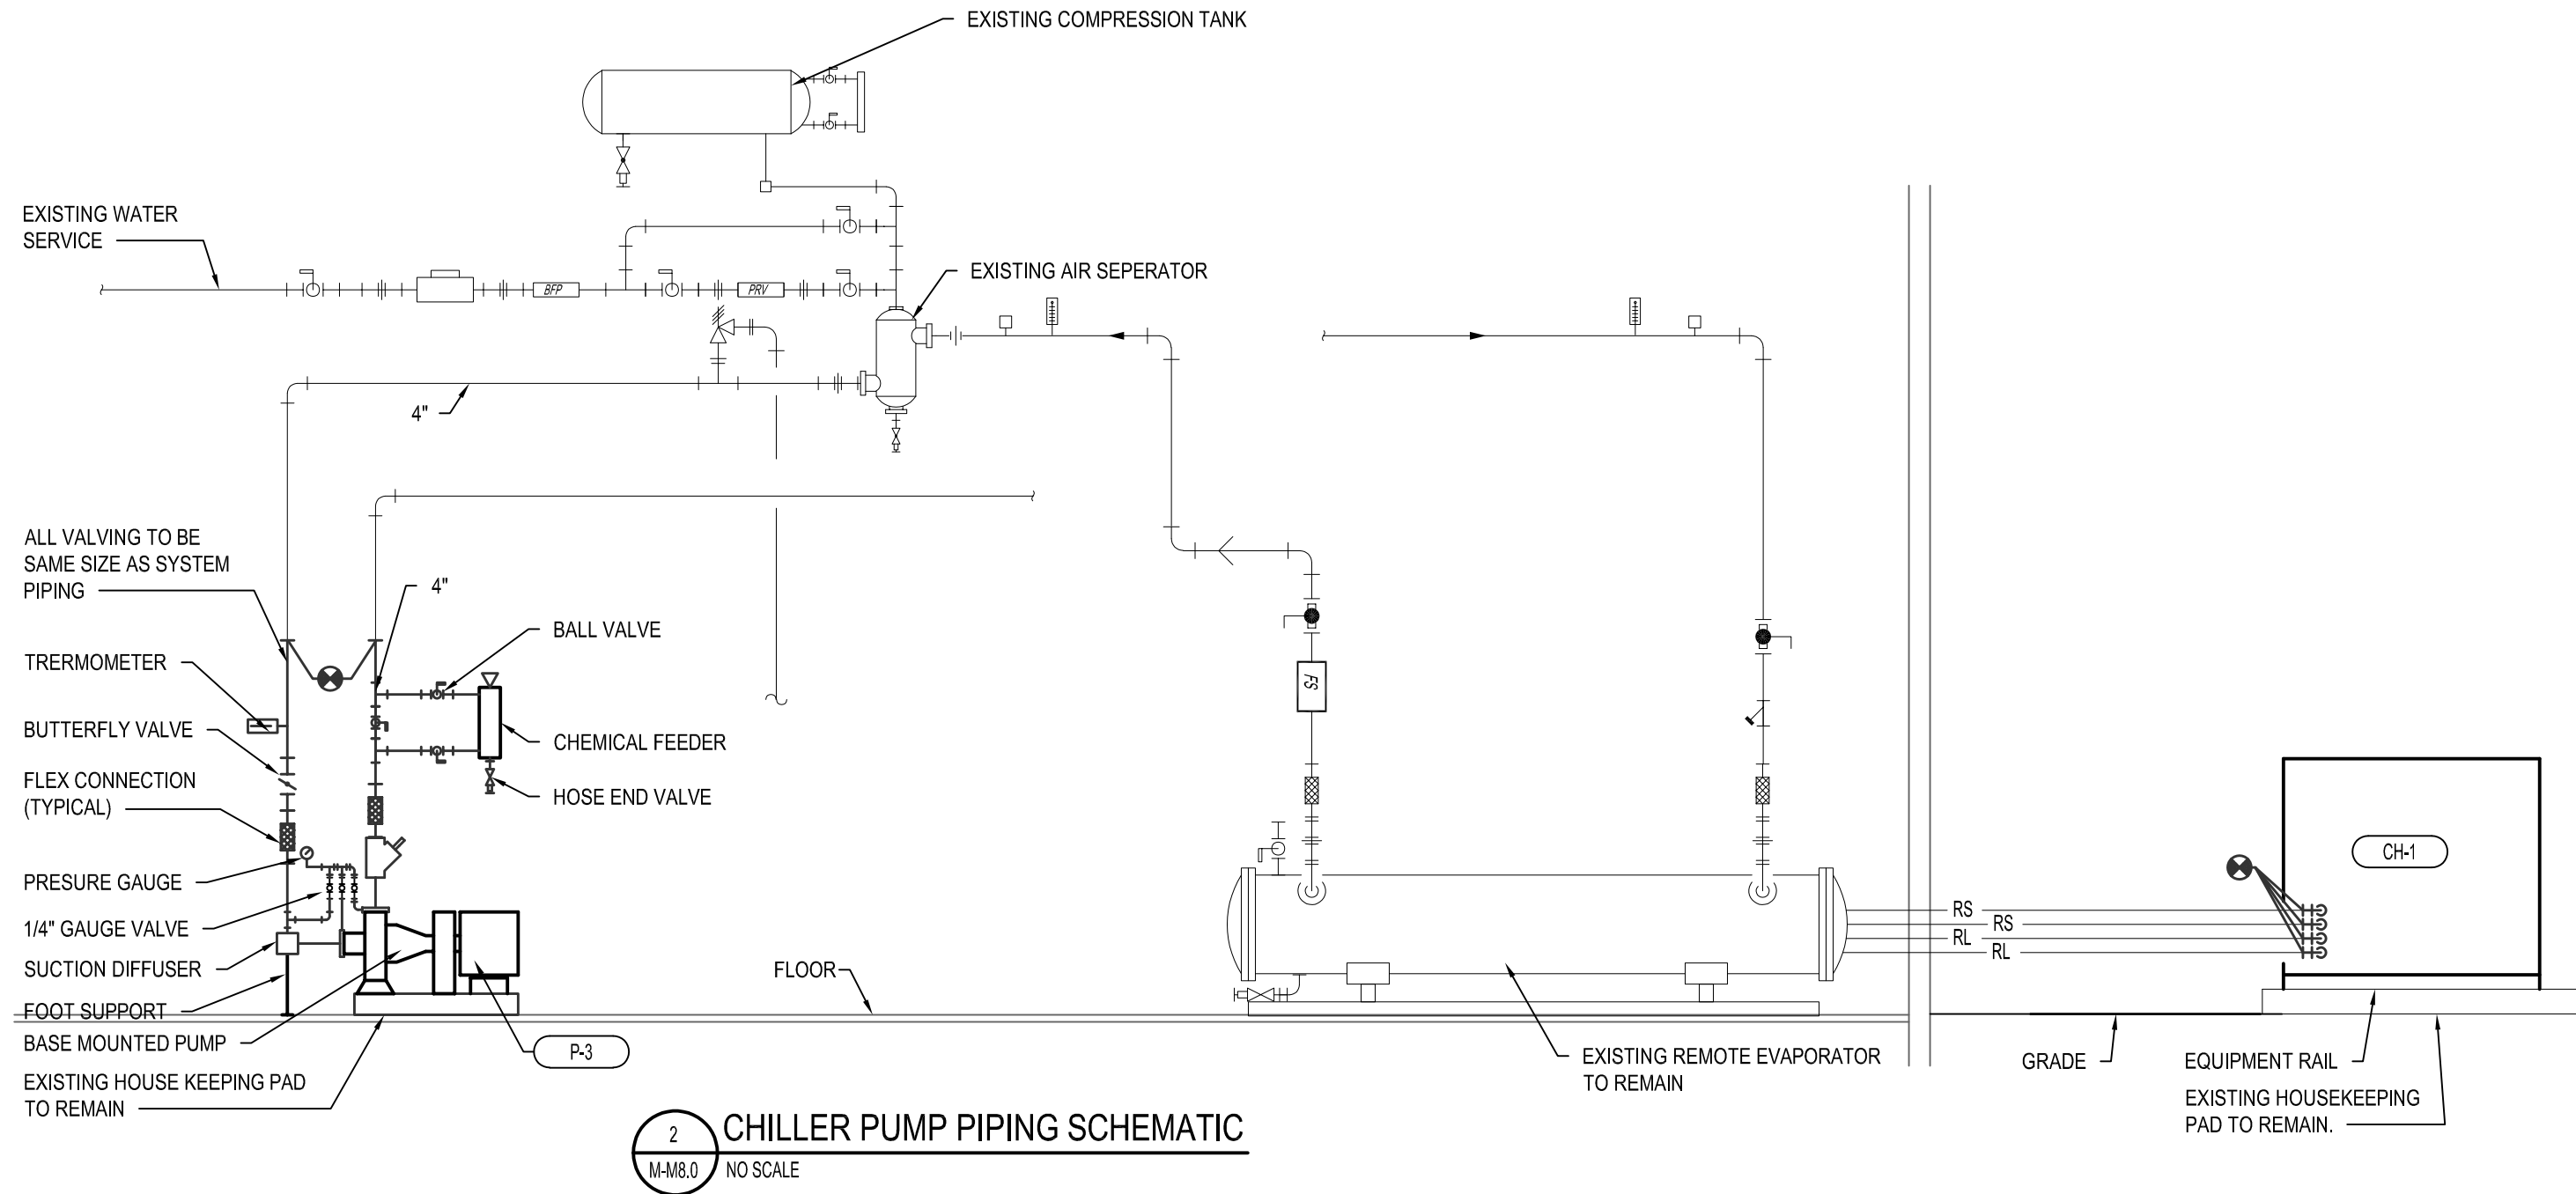 EXISTING COMPRESSION TANK
EXISTING WATER
SERVICE
EXISTING AIR SEPERATOR
BFP
PRV
4"
ALL VALVING TO BE
SAME SIZE AS SYSTEM
PIPING
4"
BALL VALVE
TRERMOMETER
FS
BUTTERFLY VALVE
CHEMICAL FEEDER
FLEX CONNECTION
(TYPICAL)
HOSE END VALVE
CH-1
PRESURE GAUGE
1/4" GAUGE VALVE
RS
RS
RL
RL
SUCTION DIFFUSER
FLOOR
FOOT SUPPORT
BASE MOUNTED PUMP
P-3
EXISTING REMOTE EVAPORATOR
TO REMAIN
GRADE
EQUIPMENT RAIL
EXISTING HOUSE KEEPING PAD
TO REMAIN
EXISTING HOUSEKEEPING
PAD TO REMAIN.
2
CHILLER PUMP PIPING SCHEMATIC
M-M8.0
NO SCALE